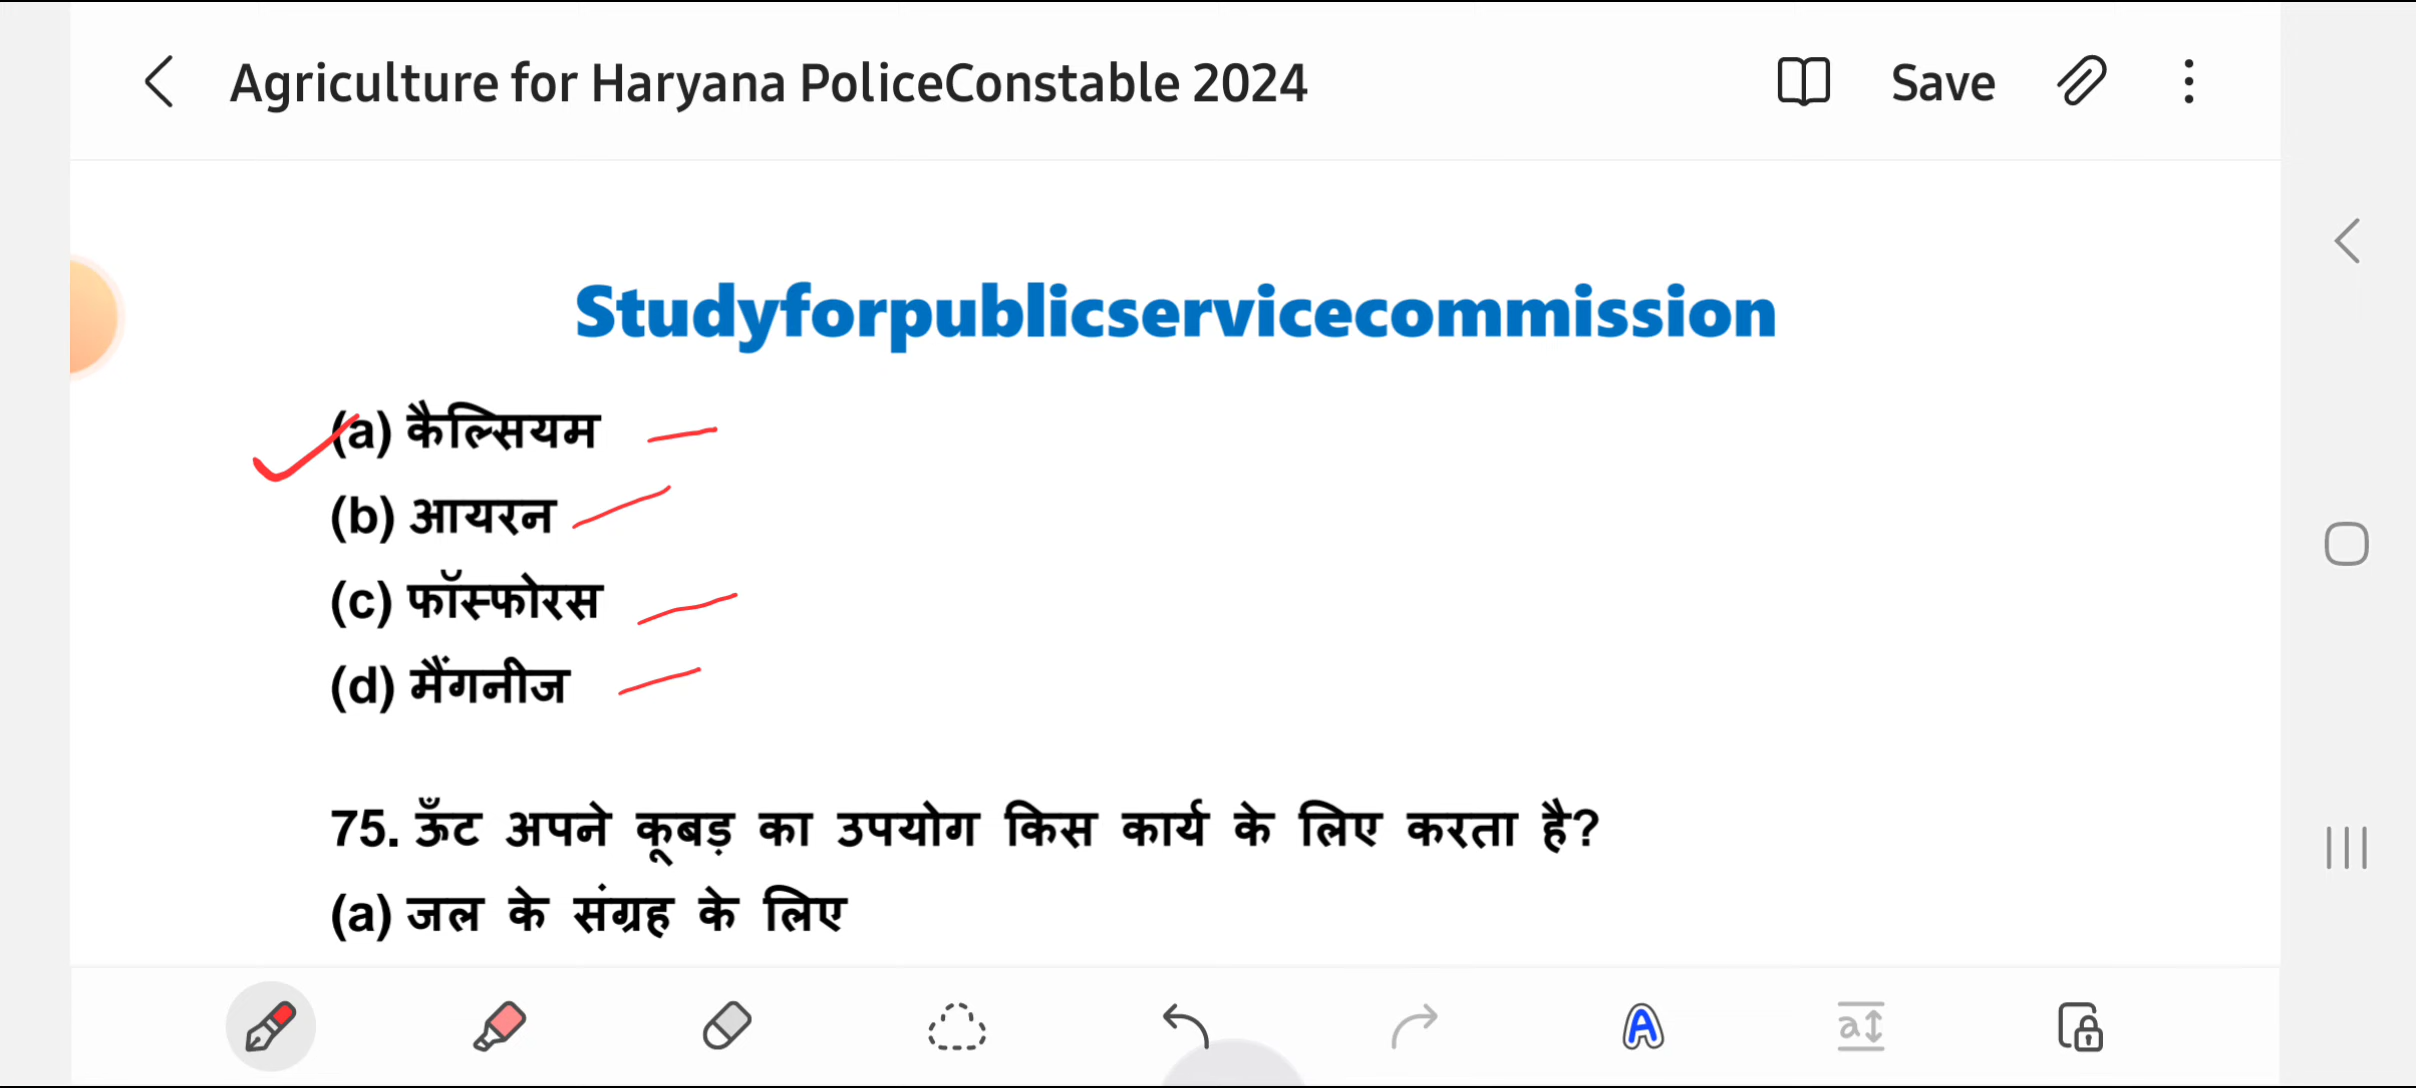 Agriculture for Haryana PoliceConstable 2024
Save
Studyforpublicservicecommission
(a) कैल्सियम
(b) आयरन
(c) फॉस्फोरस
(d) मैंगनीज
75. ऊँट अपने कूबड़ का उपयोग किस कार्य के लिए करता है?
(a) जल के संग्रह के लिए
A
a